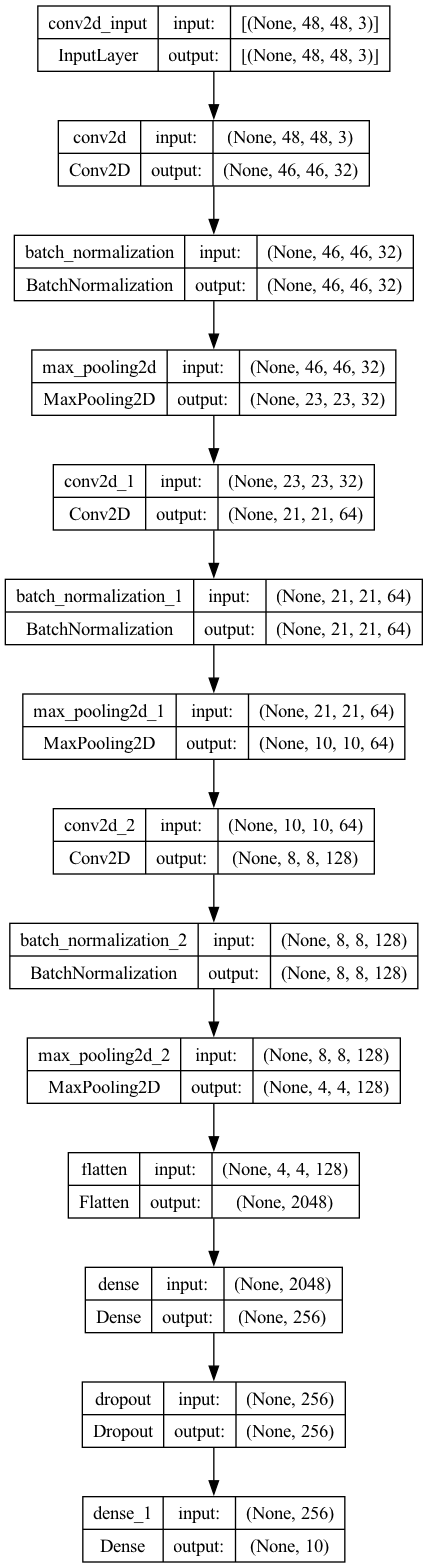 conv2d_input input: [(None, 48, 48, 3)]
InputLayer output: [(None, 48, 48, 3)]
conv2d input: (None, 48, 48, 3)
Conv2D output: (None, 46, 46, 32)
batch_normalization input: (None, 46, 46, 32)
BatchNormalization output: (None, 46, 46, 32)
max_pooling2d input: (None, 46, 46, 32)
MaxPooling2D output: (None, 23, 23, 32)
conv2d_1 input: (None, 23, 23, 32)
Conv2D output: (None, 21, 21, 64)
batch_normalization_1 input: (None, 21, 21, 64)
BatchNormalization output: (None, 21, 21, 64)
max_pooling2d_1 input: (None, 21, 21, 64)
MaxPooling2D output: (None, 10, 10, 64)
conv2d_2 input: (None, 10, 10, 64)
Conv2D output: (None, 8, 8, 128)
batch_normalization_2 input: (None, 8, 8, 128)
BatchNormalization output: (None, 8, 8, 128)
max_pooling2d_2 input: (None, 8, 8, 128)
MaxPooling2D output: (None, 4, 4, 128)
flatten input: (None, 4, 4, 128)
Flatten output: (None, 2048)
dense input: (None, 2048)
Dense output: (None, 256)
dropout input: (None, 256)
Dropout output: (None, 256)
dense_1 input: (None, 256)
Dense output: (None, 10)